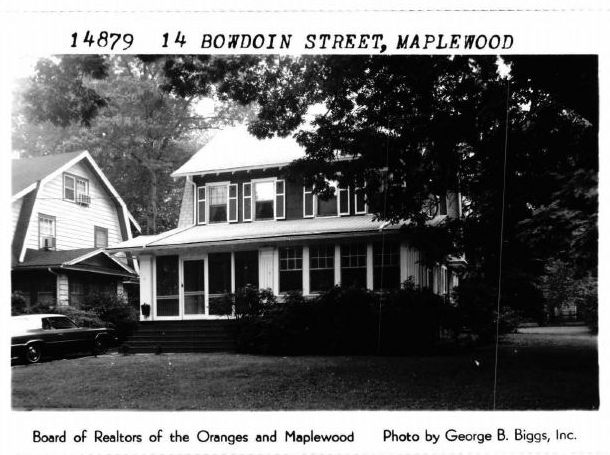 14879 14 BOWDOIN STREET, MAPLEWOOD
Board of Realtors of the Oranges and Maplewood Photo by George B. Biggs, Inc.